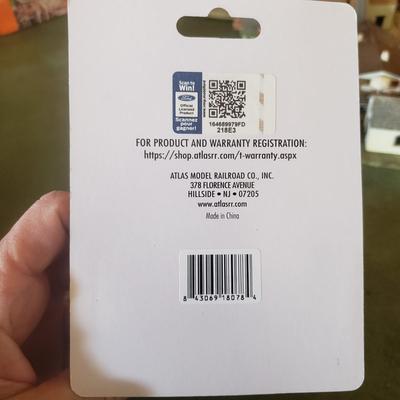 Scan to
Win!
Ford
Official
Licensed
Product
Scannez
pour
gagner!
164689979FD
218E3
FOR PRODUCT AND WARRANTY REGISTRATION:
https://shop.atlasrr.com/t-warranty.aspx
ATLAS MODEL RAILROAD CO., INC.
378 FLORENCE AVENUE
HILLSIDE • NJ • 07205
www.atlasrr.com
Made in China
8 43069 18078 4